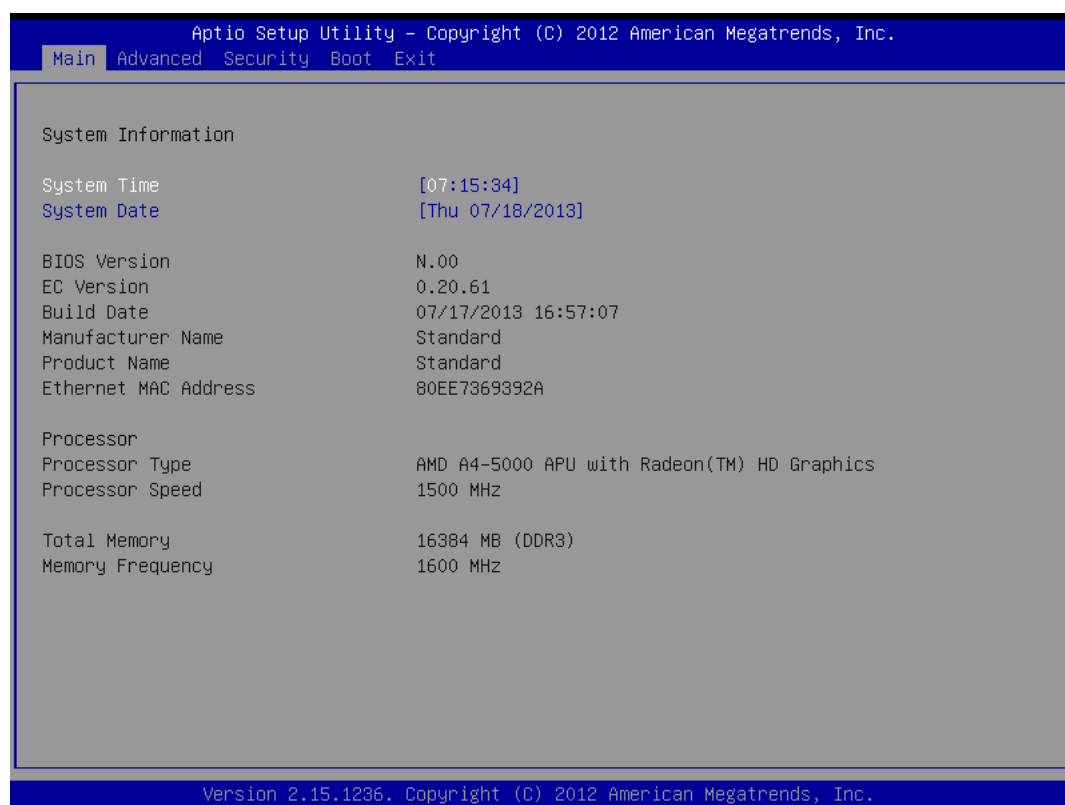 Aptio Setup Utility – Copyright (C) 2012 American Megatrends, Inc.
Main Advanced Security Boot Exit
System Information
System Time [07:15:34]
System Date [Thu 07/18/2013]
BIOS Version N.00
EC Version 0.20.61
Build Date 07/17/2013 16:57:07
Manufacturer Name Standard
Product Name Standard
Ethernet MAC Address 80EE7369392A
Processor
Processor Type AMD A4-5000 APU with Radeon(TM) HD Graphics
Processor Speed 1500 MHz
Total Memory 16384 MB (DDR3)
Memory Frequency 1600 MHz
Version 2.15.1236. Copyright (C) 2012 American Megatrends, Inc.